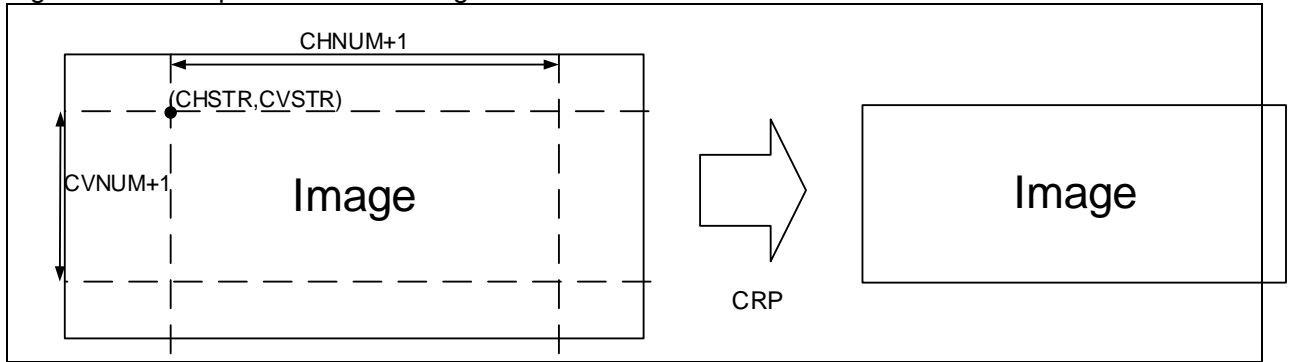 CHNUM+1
(CHSTR,CVSTR)
CVNUM+1
Image
Image
CRP